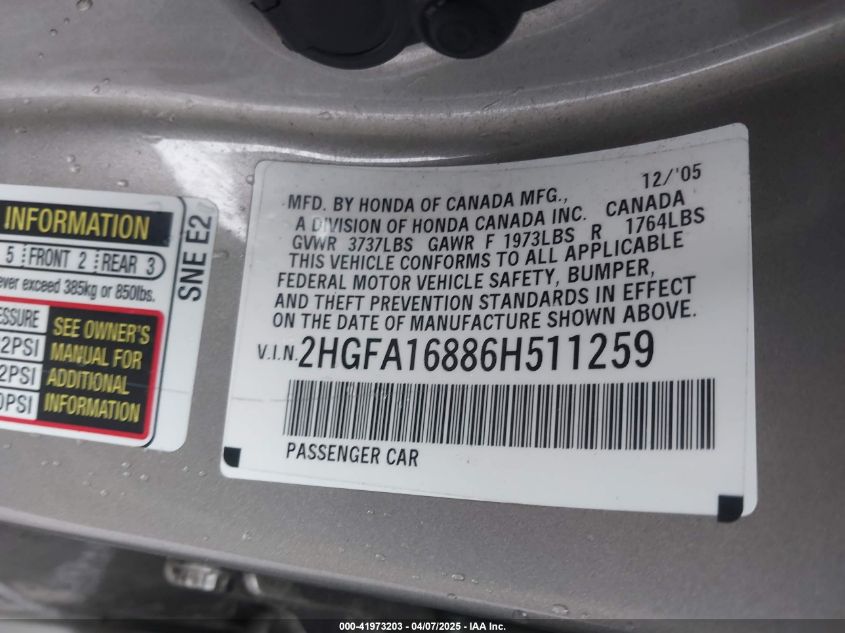 INFORMATION
5 FRONT 2 REAR 3
ever exceed 385kg or 850lbs.
SNE E2
SEE OWNER'S
MANUAL FOR
ADDITIONAL
INFORMATION
2PSI
2PSI
0PSI
12/'05
MFD. BY HONDA OF CANADA MFG.,
A DIVISION OF HONDA CANADA INC. CANADA
GVWR 3737LBS GAWR F 1973LBS R 1764LBS
THIS VEHICLE CONFORMS TO ALL APPLICABLE
FEDERAL MOTOR VEHICLE SAFETY, BUMPER,
AND THEFT PREVENTION STANDARDS IN EFFECT
ON THE DATE OF MANUFACTURE SHOWN ABOVE.
V.I.N. 2HGFA16886H511259
PASSENGER CAR
000-41973203 - 04/07/2025 - IAA Inc.